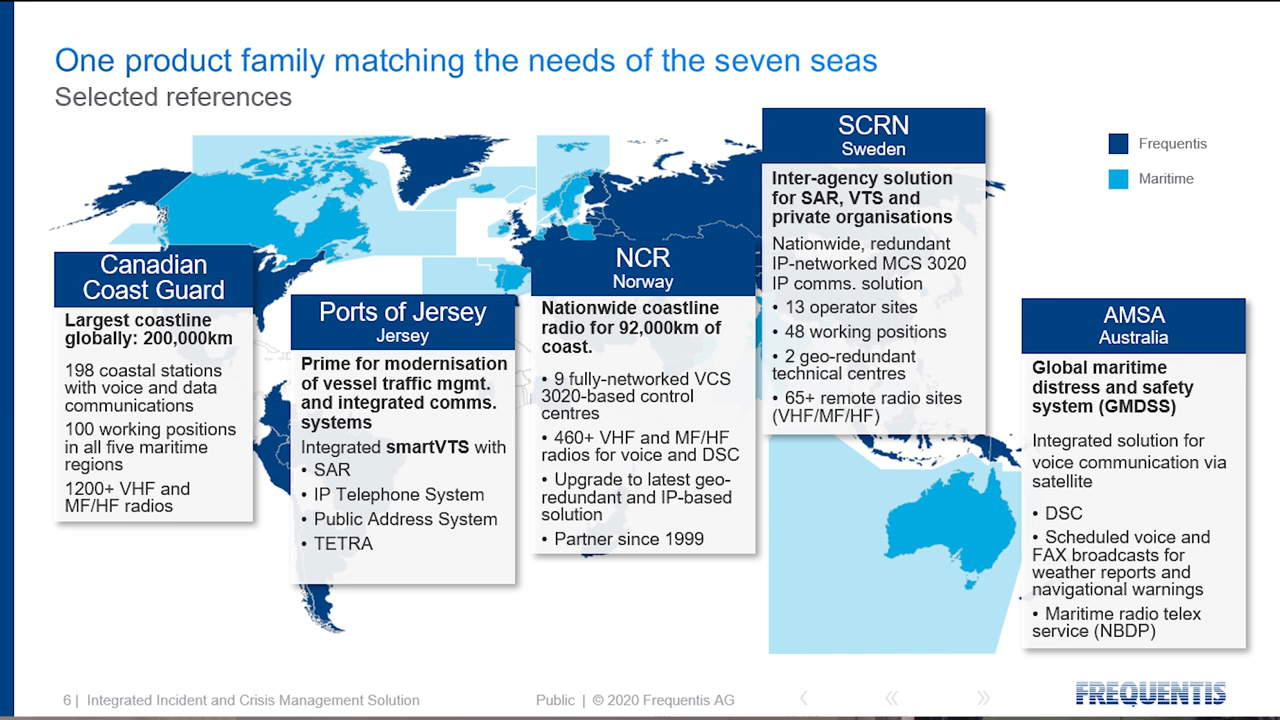 One product family matching the needs of the seven seas
Selected references
Frequentis
Maritime
Canadian
Coast Guard
Largest coastline
globally: 200,000km
198 coastal stations
with voice and data
communications
100 working positions
in all five maritime
regions
1200+ VHF and
MF/HF radios
Ports of Jersey
Jersey
Prime for modernisation
of vessel traffic mgmt.
and integrated comms.
systems
Integrated smartVTS with
• SAR
• IP Telephone System
• Public Address System
• TETRA
NCR
Norway
Nationwide coastline
radio for 92,000km of
coast.
• 9 fully-networked VCS
3020-based control
centres
• 460+ VHF and MF/HF
radios for voice and DSC
• Upgrade to latest geo-
redundant and IP-based
solution
• Partner since 1999
SCRN
Sweden
Inter-agency solution
for SAR, VTS and
private organisations
Nationwide, redundant
IP-networked MCS 3020
IP comms. solution
• 13 operator sites
• 48 working positions
• 2 geo-redundant
technical centres
• 65+ remote radio sites
(VHF/MF/HF)
AMSA
Australia
Global maritime
distress and safety
system (GMDSS)
Integrated solution for
voice communication via
satellite
• DSC
• Scheduled voice and
FAX broadcasts for
weather reports and
navigational warnings
• Maritime radio telex
service (NBDP)
6 | Integrated Incident and Crisis Management Solution
Public | © 2020 Frequentis AG
FREQUENTIS